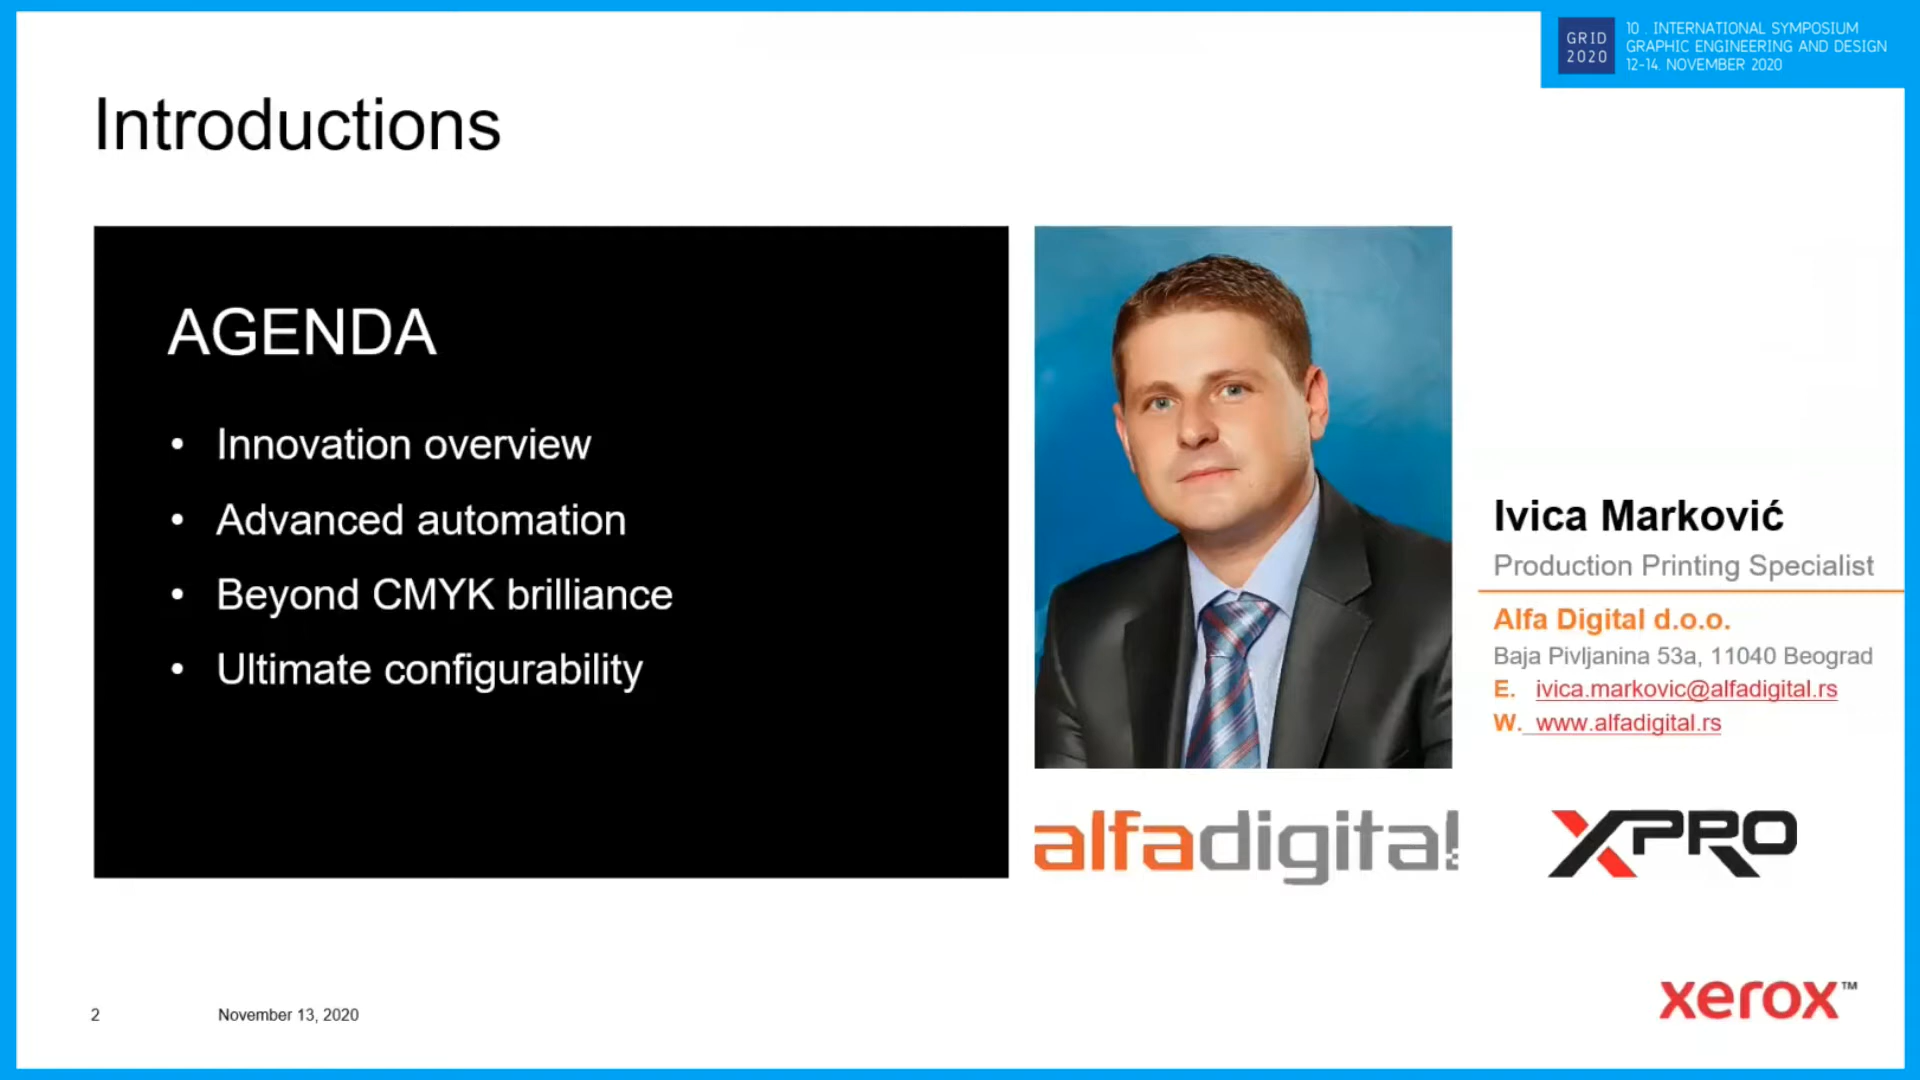 GRID
2020
10 . INTERNATIONAL SYMPOSIUM
GRAPHIC ENGINEERING AND DESIGN
12-14. NOVEMBER 2020
Introductions
AGENDA
• Innovation overview
• Advanced automation
• Beyond CMYK brilliance
• Ultimate configurability
Ivica Marković
Production Printing Specialist
Alfa Digital d.o.o.
Baja Pivljanina 53a, 11040 Beograd
E. ivica.markovic@alfadigital.rs
W. www.alfadigital.rs
alfadigital
XPRO
2
November 13, 2020
xerox™